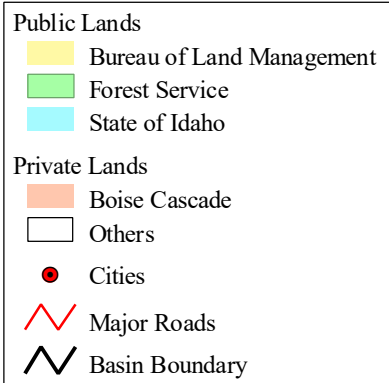 Public Lands
Bureau of Land Management
Forest Service
State of Idaho
Private Lands
Boise Cascade
Others
Cities
Major Roads
Basin Boundary